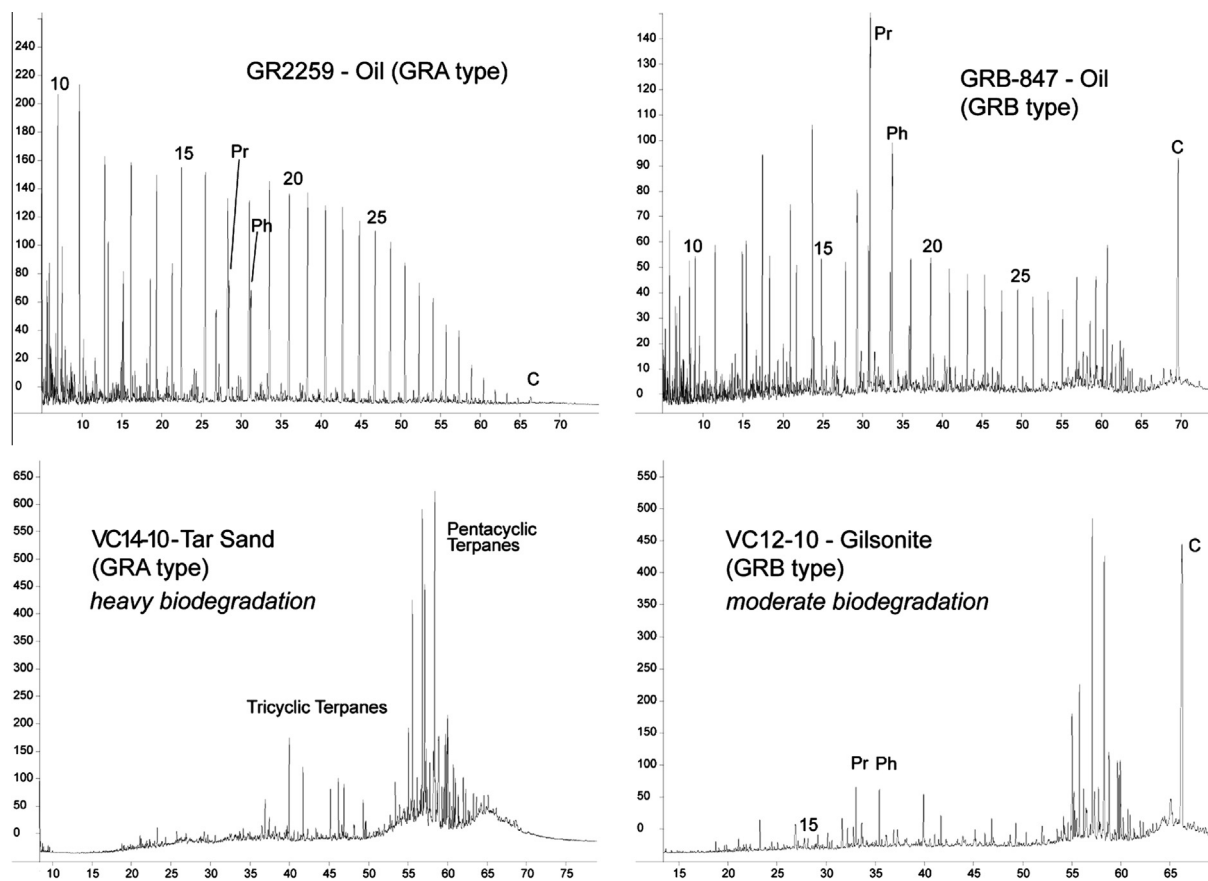 GR2259 - Oil (GRA type)
240
220
200
180
160
140
120
100
80
60
40
20
0
10
15
Pr
Ph
20
25
C
10 15 20 25 30 35 40 45 50 55 60 65 70
GRB-847 - Oil
(GRB type)
140
130
120
110
100
90
80
70
60
50
40
30
20
10
0
Pr
Ph
C
10
15
20
25
10 15 20 25 30 35 40 45 50 55 60 65 70
VC14-10-Tar Sand
(GRA type)
heavy biodegradation
650
600
550
500
450
400
350
300
250
200
150
100
50
0
Pentacyclic
Terpanes
Tricyclic Terpanes
10 15 20 25 30 35 40 45 50 55 60 65 70 75
VC12-10 - Gilsonite
(GRB type)
moderate biodegradation
550
500
450
400
350
300
250
200
150
100
50
0
C
Pr Ph
15
15 20 25 30 35 40 45 50 55 60 65